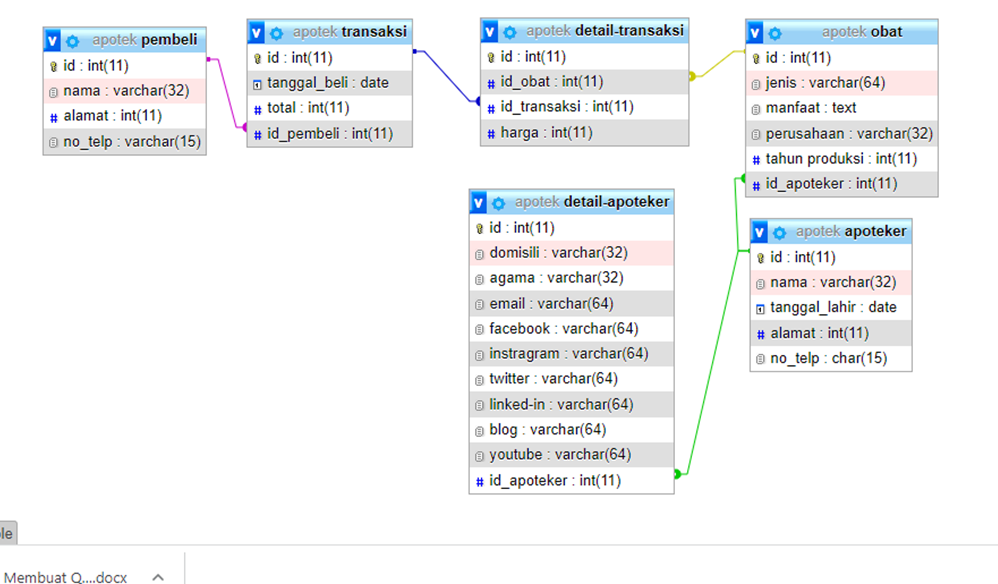 apotek pembeli
id : int(11)
nama : varchar(32)
alamat : int(11)
no_telp : varchar(15)
apotek transaksi
id : int(11)
tanggal_beli : date
total : int(11)
id_pembeli : int(11)
apotek detail-transaksi
id : int(11)
id_obat : int(11)
id_transaksi : int(11)
harga : int(11)
apotek obat
id : int(11)
jenis : varchar(64)
manfaat : text
perusahaan : varchar(32)
tahun produksi : int(11)
id_apoteker : int(11)
apotek detail-apoteker
id : int(11)
domisili : varchar(32)
agama : varchar(32)
email : varchar(64)
facebook : varchar(64)
instragram : varchar(64)
twitter : varchar(64)
linked-in : varchar(64)
blog : varchar(64)
youtube : varchar(64)
id_apoteker : int(11)
apotek apoteker
id : int(11)
nama : varchar(32)
tanggal_lahir : date
alamat : int(11)
no_telp : char(15)
le
Membuat Q....docx